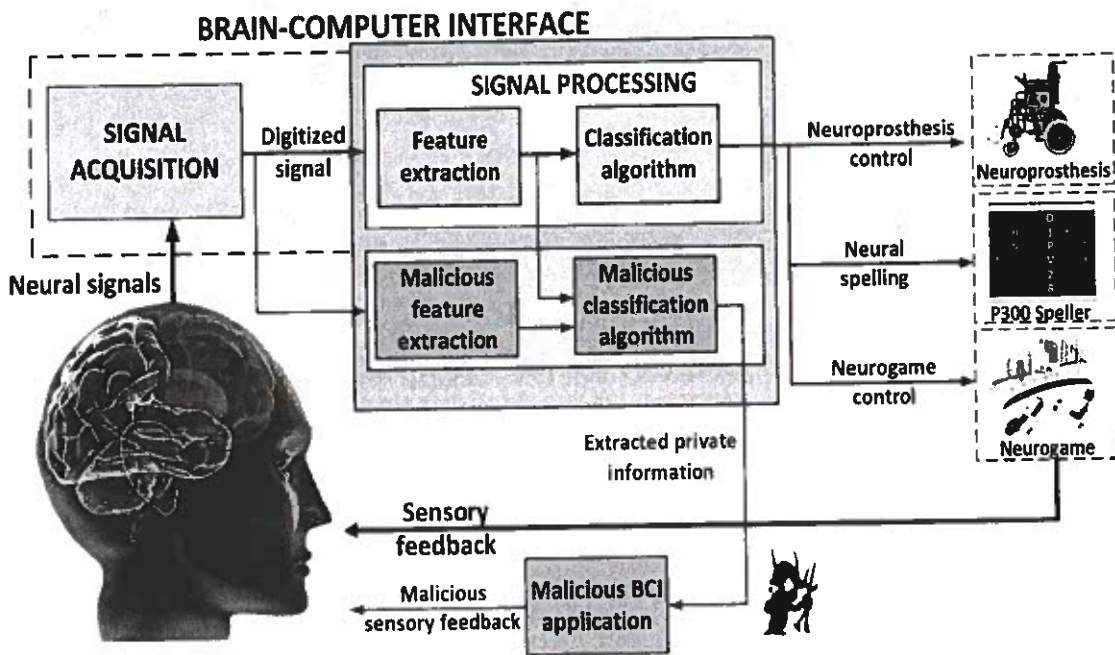 BRAIN-COMPUTER INTERFACE
SIGNAL PROCESSING
SIGNAL
ACQUISITION
Digitized
signal
Feature
extraction
Classification
algorithm
Neuroprosthesis
control
Neuroprosthesis
Neural signals
Malicious
feature
extraction
Malicious
classification
algorithm
Neural
spelling
P300 Speller
Neurogame
control
Neurogame
Extracted private
information
Sensory
feedback
Malicious
sensory feedback
Malicious BCI
application